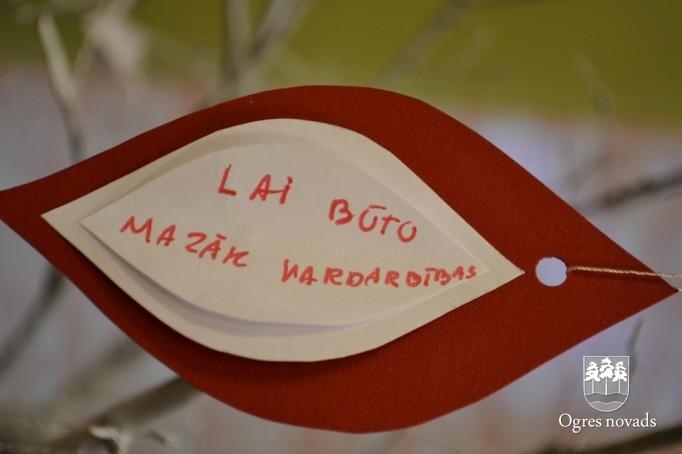 LAi BŪTU
MAZĀK VARDARBĪBAS
Ogres novads